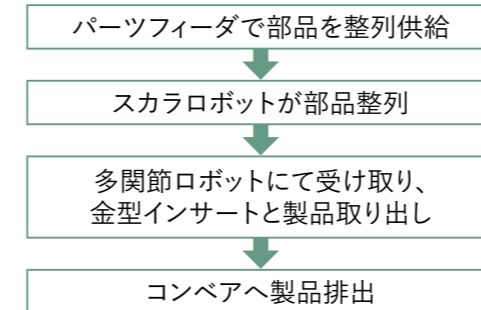 パーツフィーダで部品を整列供給
スカラロボットが部品整列
多関節ロボットにて受け取り、
金型インサートと製品取り出し
コンベアへ製品排出